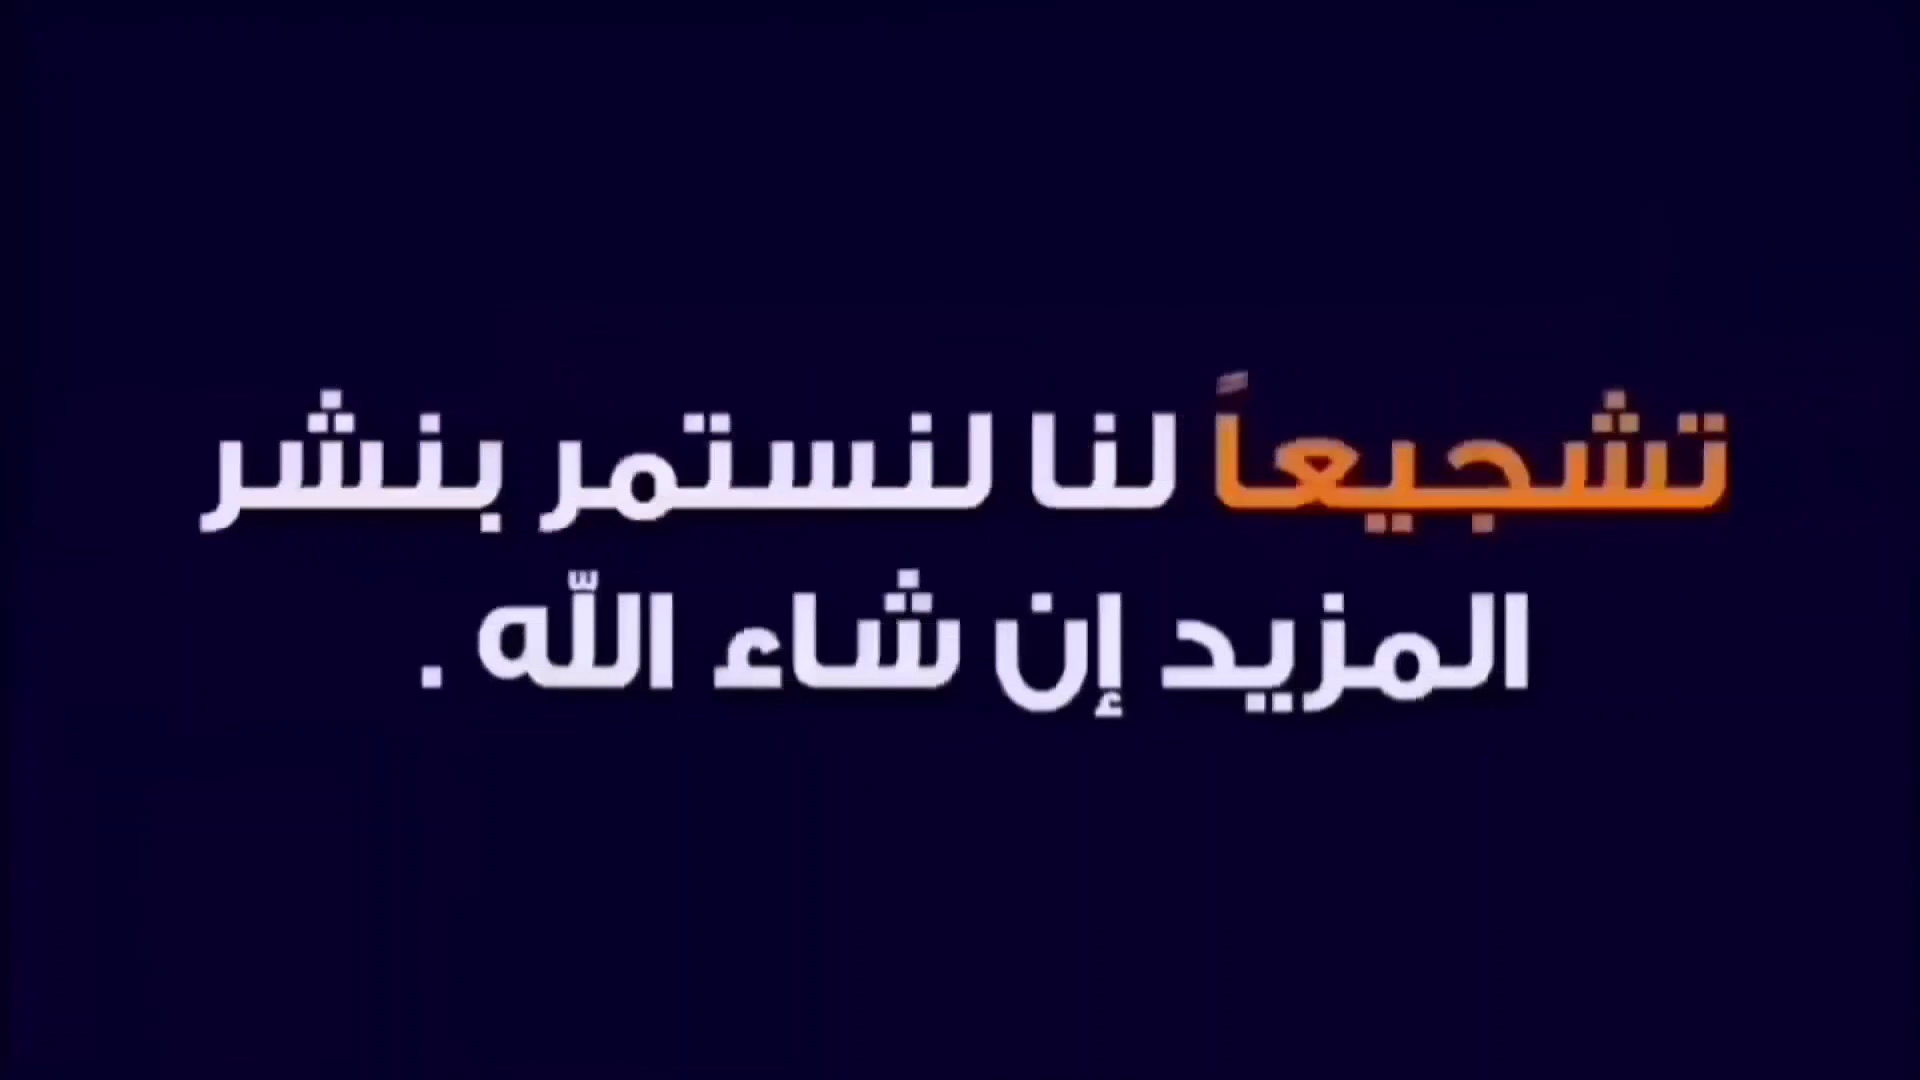 تشجيعاً لنا لنستمر بنشر
المزيد إن شاء اللّه .